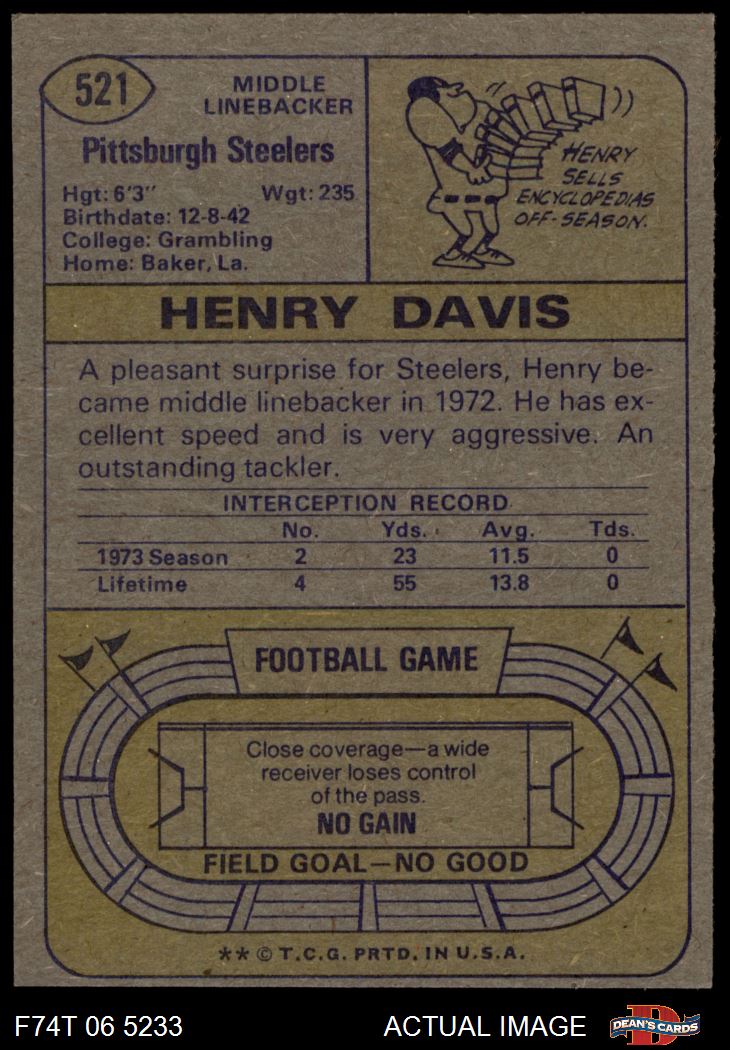 521
MIDDLE
LINEBACKER
Pittsburgh Steelers
Hgt: 6'3" Wgt: 235
Birthdate: 12-8-42
College: Grambling
Home: Baker, La.
HENRY
SELLS
ENCYCLOPEDIAS
OFF-SEASON.
HENRY DAVIS
A pleasant surprise for Steelers, Henry be-
came middle linebacker in 1972. He has ex-
cellent speed and is very aggressive. An
outstanding tackler.
INTERCEPTION RECORD
No. Yds. Avg. Tds.
1973 Season 2 23 11.5 0
Lifetime 4 55 13.8 0
FOOTBALL GAME
Close coverage—a wide
receiver loses control
of the pass.
NO GAIN
FIELD GOAL—NO GOOD
** © T.C.G. PRTD. IN U.S.A.
F74T 06 5233 ACTUAL IMAGE
D
DEAN'S CARDS